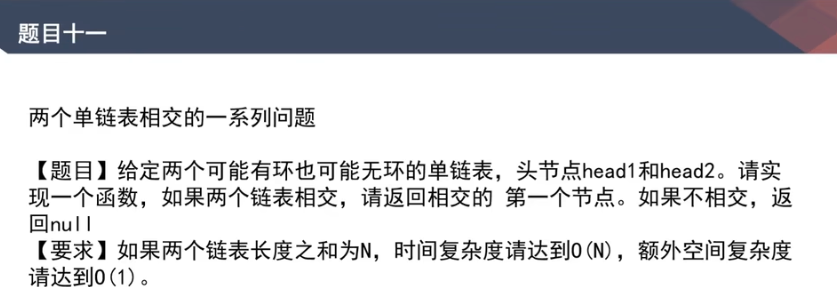 题目十一
两个单链表相交的一系列问题
【题目】给定两个可能有环也可能无环的单链表，头节点head1和head2。请实
现一个函数，如果两个链表相交，请返回相交的 第一个节点。如果不相交，返
回null
【要求】如果两个链表长度之和为N，时间复杂度请达到O(N)，额外空间复杂度
请达到O(1)。